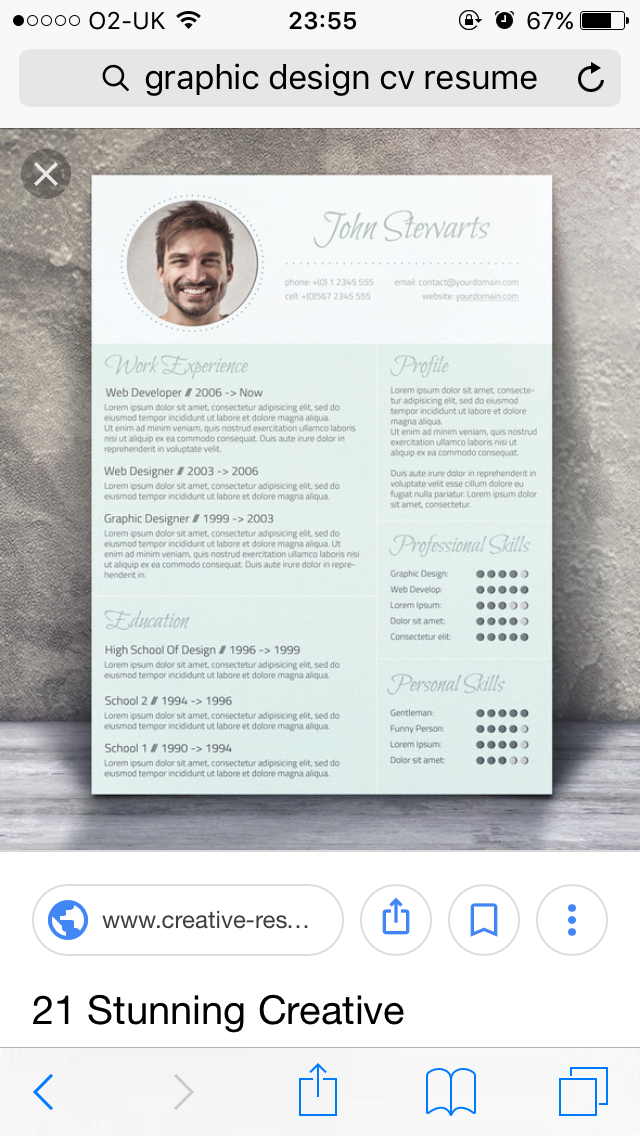 O2-UK 23:55 67%
graphic design cv resume
John Stewarts
phone: +(0) 1 2345 555 email: contact@yourdomain.com
cell: +(0)567 2345 555 website: yourdomain.com
Work Experience
Web Developer // 2006 -> Now
Lorem ipsum dolor sit amet, consectetur adipisicing elit, sed do
eiusmod tempor incididunt ut labore et dolore magna aliqua.
Ut enim ad minim veniam, quis nostrud exercitation ullamco laboris
nisi ut aliquip ex ea commodo consequat. Duis aute irure dolor in
reprehenderit in voluptate velit.
Web Designer // 2003 -> 2006
Lorem ipsum dolor sit amet, consectetur adipisicing elit, sed do
eiusmod tempor incididunt ut labore et dolore magna aliqua.
Graphic Designer // 1999 -> 2003
Lorem ipsum dolor sit amet, consectetur adipisicing elit, sed do
eiusmod tempor incididunt ut labore et dolore magna aliqua. Ut
enim ad minim veniam, quis nostrud exercitation ullamco laboris nisi
ut aliquip ex ea commodo consequat. Duis aute irure dolor in repre-
henderit in.
Education
High School Of Design // 1996 -> 1999
Lorem ipsum dolor sit amet, consectetur adipisicing elit, sed do
eiusmod tempor incididunt ut labore et dolore magna aliqua.
School 2 // 1994 -> 1996
Lorem ipsum dolor sit amet, consectetur adipisicing elit, sed do
eiusmod tempor incididunt ut labore et dolore magna aliqua.
School 1 // 1990 -> 1994
Lorem ipsum dolor sit amet, consectetur adipisicing elit, sed do
eiusmod tempor incididunt ut labore et dolore magna aliqua.
Profile
Lorem ipsum dolor sit amet, consecte-
tur adipisicing elit, sed do eiusmod
tempor incididunt ut labore et dolore
magna aliqua.
Ut enim ad minim veniam, quis nostrud
exercitation ullamco laboris nisi ut
aliquip ex ea commodo consequat.
Duis aute irure dolor in reprehenderit in
voluptate velit esse cillum dolore eu
fugiat nulla pariatur. Lorem ipsum dolor
sit amet, consectetur.
Professional Skills
Graphic Design:
Web Develop:
Lorem Ipsum:
Dolor sit amet:
Consectetur elit:
Personal Skills
Gentleman:
Funny Person:
Lorem Ipsum:
Dolor sit amet:
www.creative-res...
21 Stunning Creative